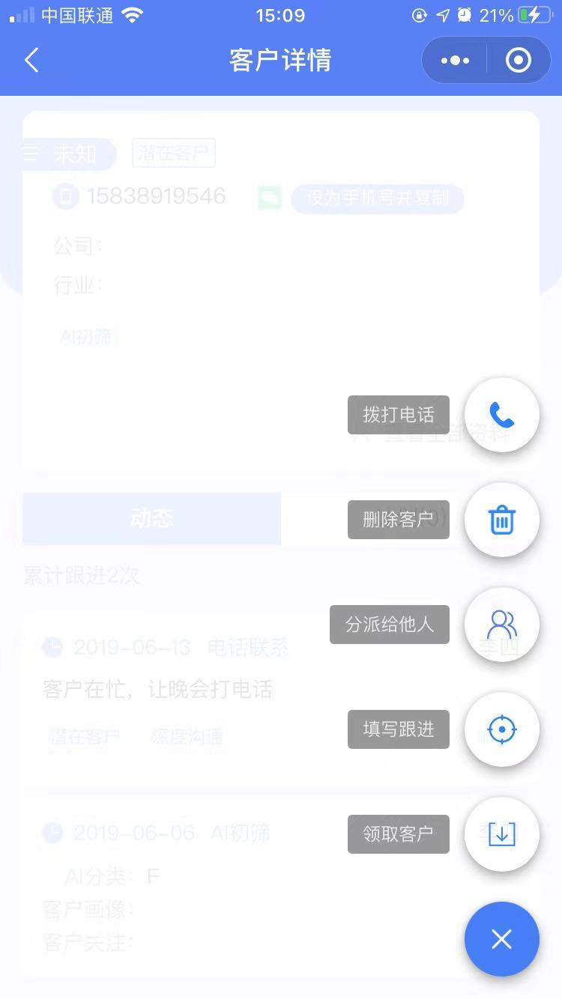 中国联通 15:09 21%
客户详情
未知 潜在客户
15838919546 设为手机号并复制
公司:
行业:
AI初筛
拨打电话
查看全部资料
动态
删除客户
累计跟进2次
分派给他人
2019-06-13 电话联系 李四
客户在忙，让晚会打电话
潜在客户 深度沟通
填写跟进
2019-06-06 AI初筛
领取客户
AI分类: F
客户画像:
客户关注: